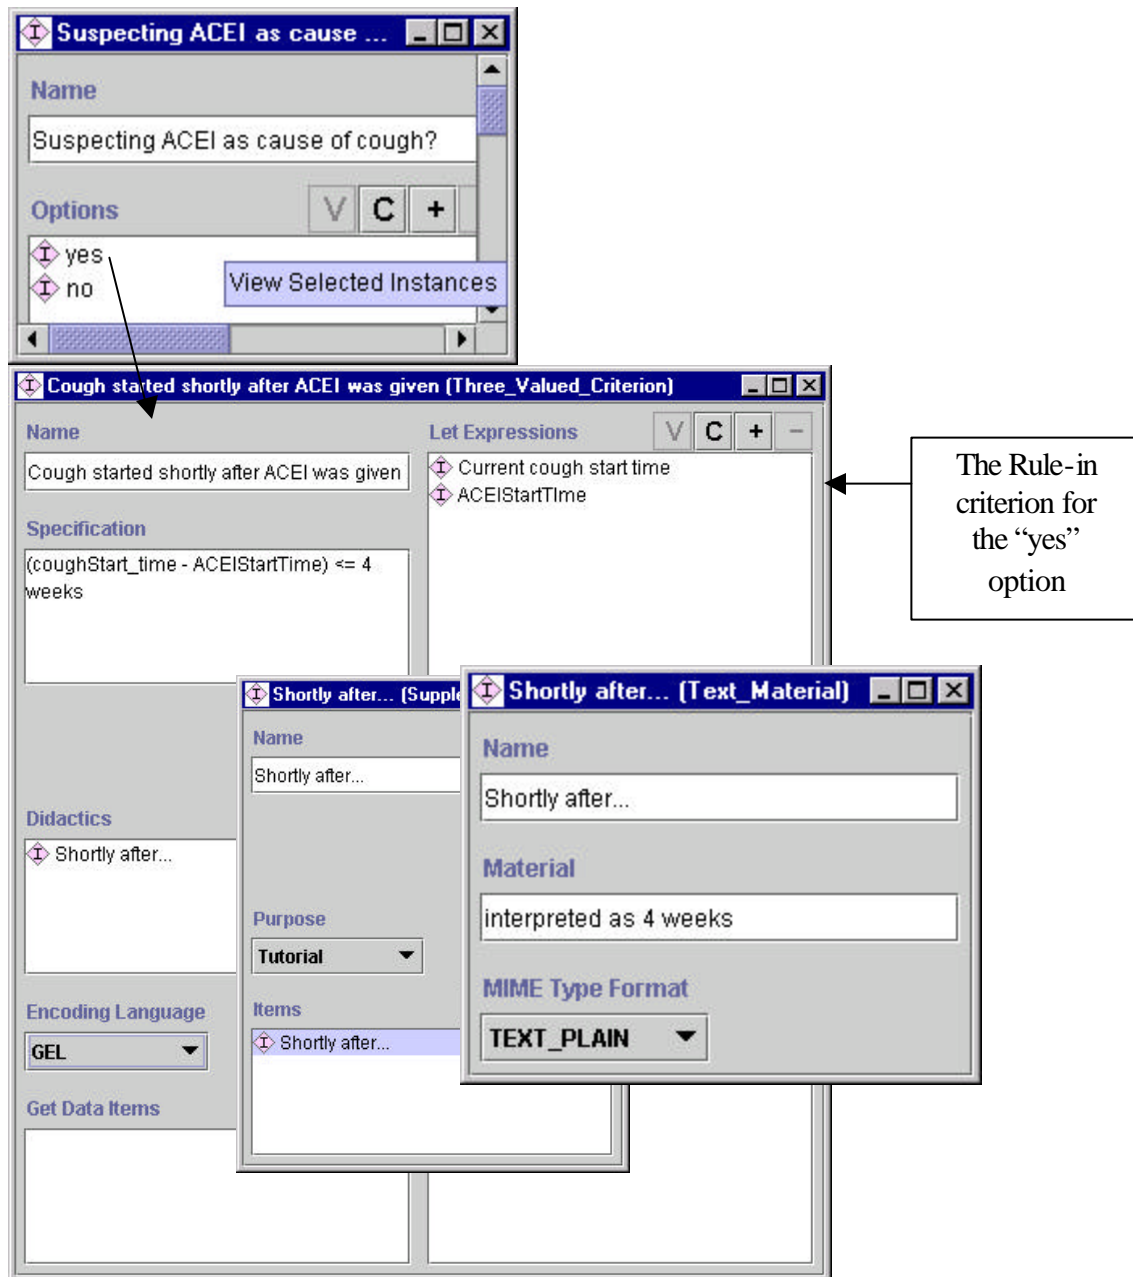 Suspecting ACEI as cause ...
Name
Suspecting ACEI as cause of cough?
Options
V C +
yes
no
View Selected Instances
Cough started shortly after ACEI was given (Three_Valued_Criterion)
Name
Cough started shortly after ACEI was given
Specification
(coughStart_time - ACEIStartTime) <= 4
weeks
Let Expressions
V C + -
Current cough start time
ACEIStartTIme
The Rule-in
criterion for
the “yes”
option
Didactics
Shortly after...
Encoding Language
GEL
Get Data Items
Shortly after... (Supple
Name
Shortly after...
Purpose
Tutorial
Items
Shortly after...
Shortly after... (Text_Material)
Name
Shortly after...
Material
interpreted as 4 weeks
MIME Type Format
TEXT_PLAIN